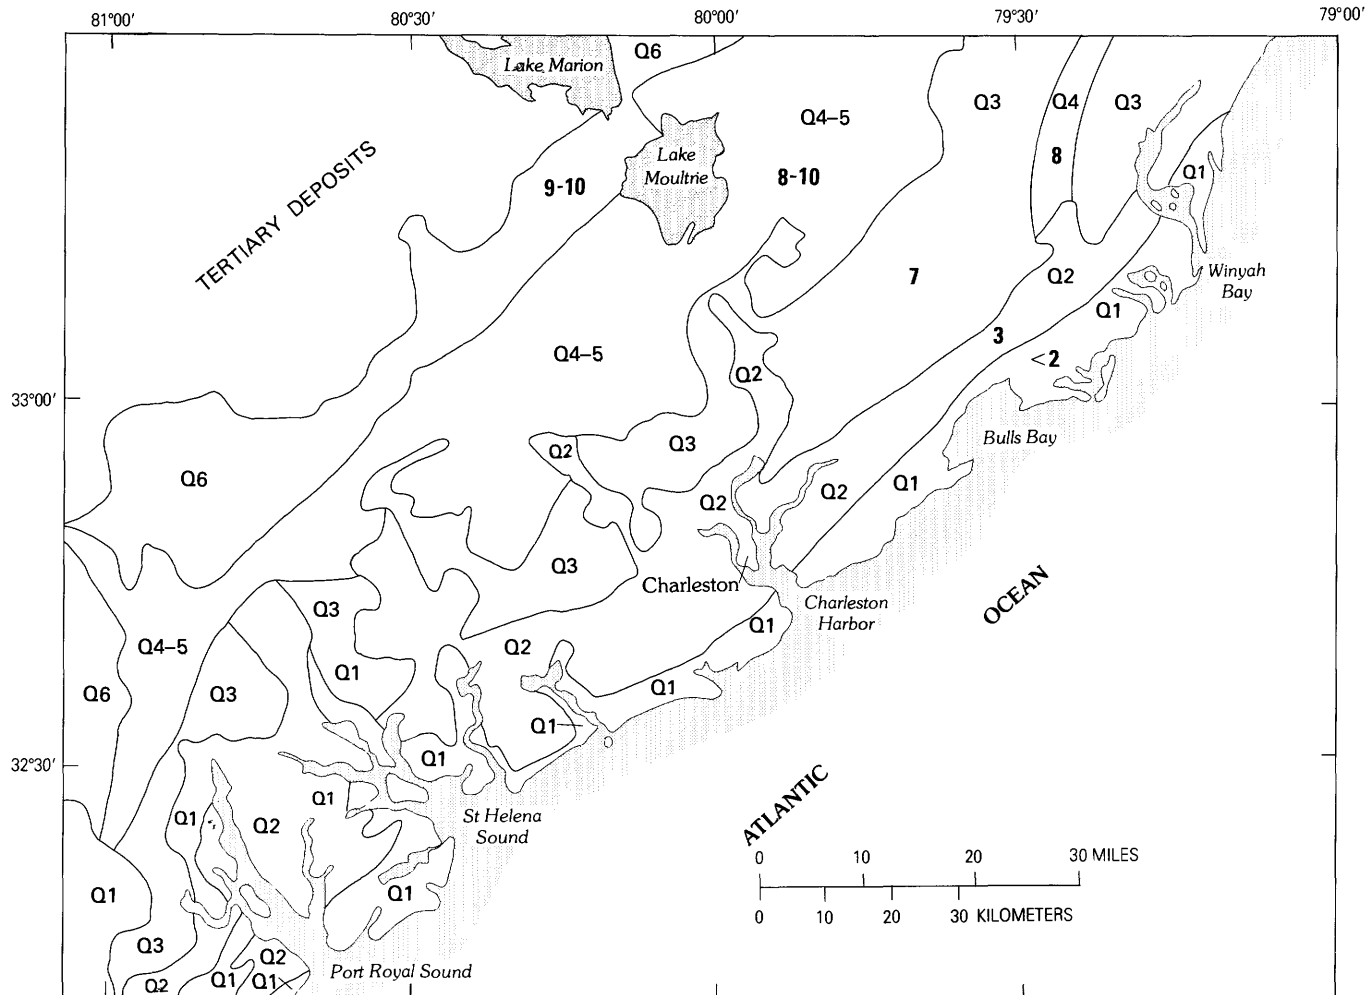 81°00′ 80°30′ 80°00′ 79°30′ 79°00′
Q6
Lake Marion
Q3 Q4 Q3
Q4–5
TERTIARY DEPOSITS
Lake
Moultrie
8
9-10 8-10
Q1
7 Q2
Winyah
Bay
Q1
3
<2
Q4–5
Q2
33°00′
Bulls Bay
Q2 Q3
Q6
Q2 Q2 Q1
Q3
Charleston
Charleston
Harbor
OCEAN
Q3
Q1
Q4–5 Q2
Q1
Q6 Q3 Q1
Q1
32°30′
Q1
ATLANTIC
Q1
Q1 Q2
St Helena
Sound
0 10 20 30 MILES
Q1 Q1
0 10 20 30 KILOMETERS
Q3
Q2
Port Royal Sound
Q2 Q1 Q1